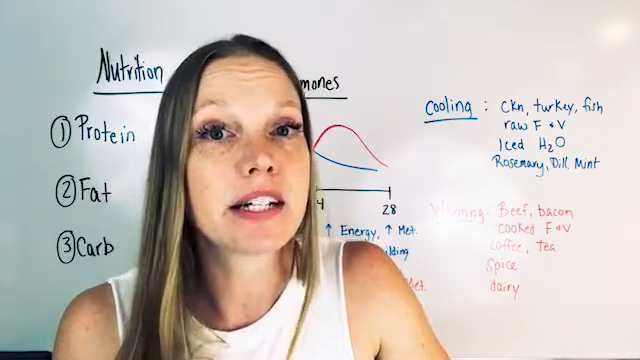 Nutrition
mones
① Protein
② Fat
③ Carb
4
28
↑ Energy, ↑ Met.
ilding
Met.
Cooling : Ckn, turkey, fish
raw F & V
Iced H₂O
Rosemary, Dill Mint
Warming. Beef, bacon
cooked F & V
coffee, tea
Spice
dairy